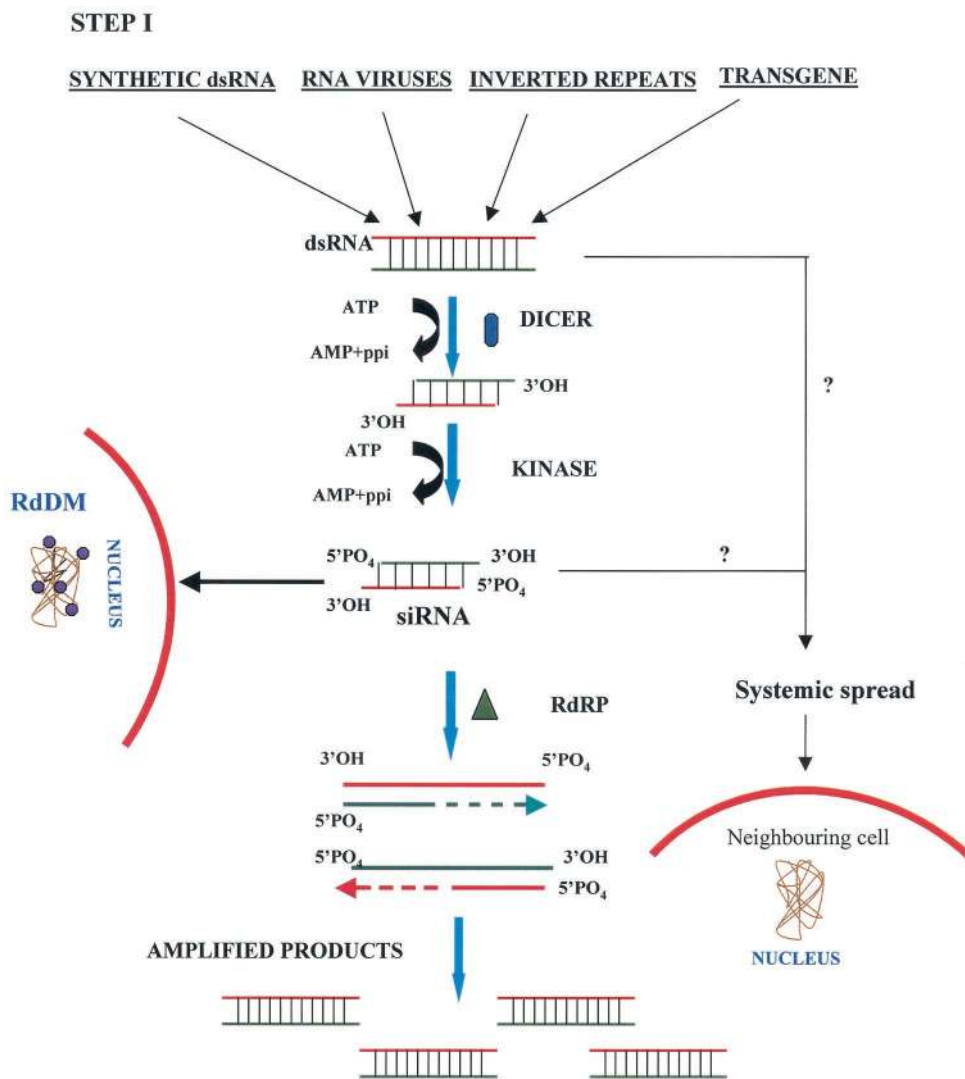 STEP I
SYNTHETIC dsRNA RNA VIRUSES INVERTED REPEATS TRANSGENE
dsRNA
ATP
DICER
AMP+ppi
3'OH
?
3'OH
ATP
KINASE
AMP+ppi
RdDM
NUCLEUS
5'PO4 3'OH
?
5'PO4
3'OH
siRNA
Systemic spread
RdRP
3'OH 5'PO4
5'PO4
Neighbouring cell
5'PO4 3'OH
5'PO4
NUCLEUS
AMPLIFIED PRODUCTS